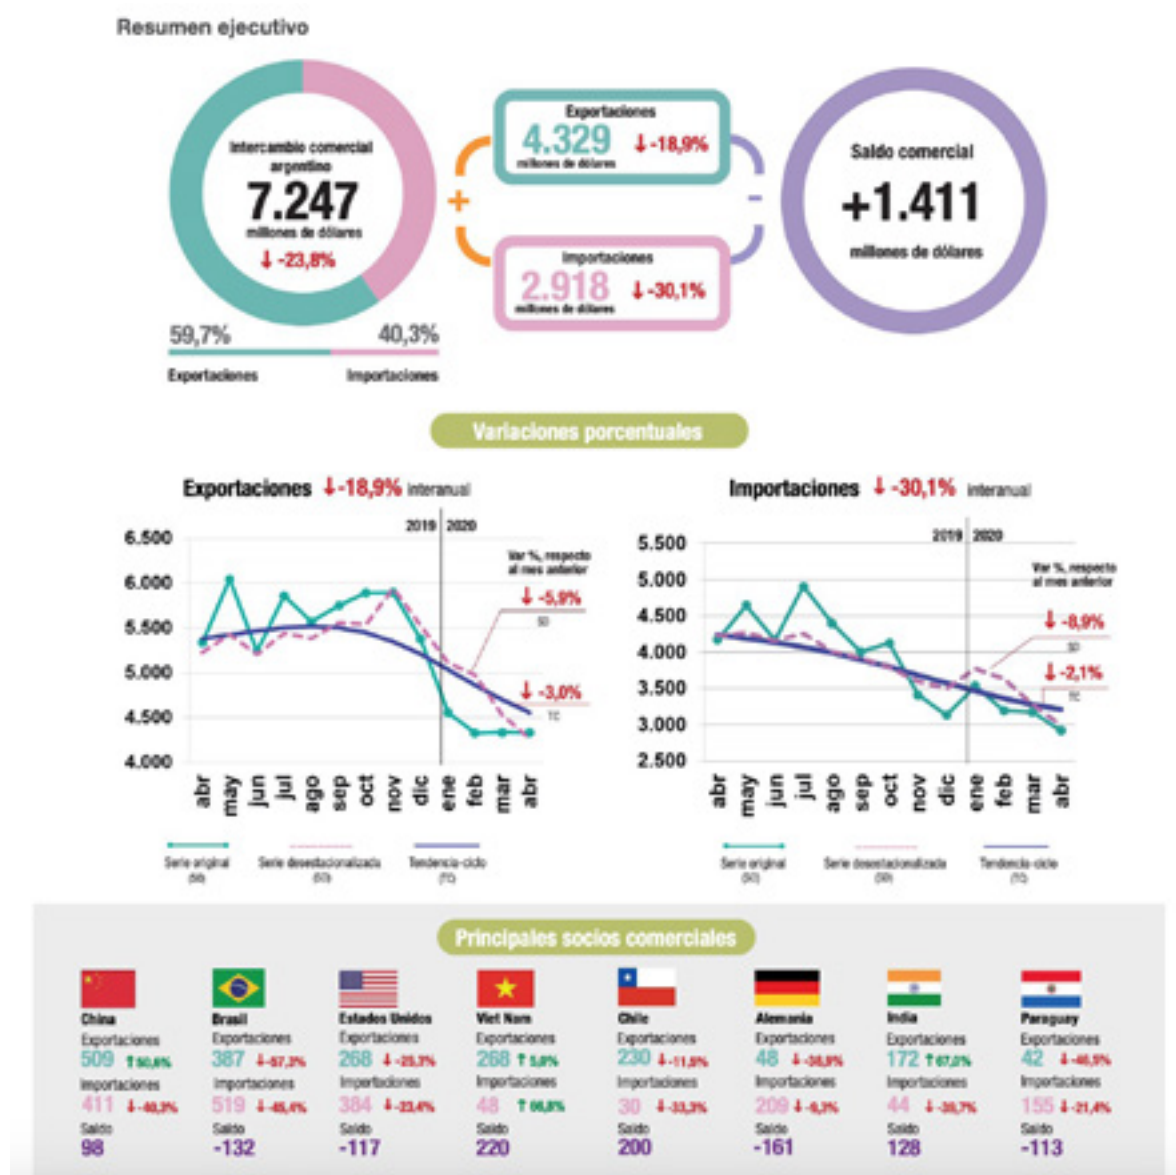 Resumen ejecutivo
Intercambio comercial
argentino
7.247
millones de dólares
↓ -23,8%
59,7%
40,3%
Exportaciones
Importaciones
+
Exportaciones
4.329 ↓-18,9%
millones de dólares
Importaciones
2.918 ↓-30,1%
millones de dólares
-
Saldo comercial
+1.411
millones de dólares
Variaciones porcentuales
Exportaciones ↓-18,9% interanual
2019 2020
Var %, respecto
al mes anterior
↓ -5,9%
SD
↓ -3,0%
TC
6.500
6.000
5.500
5.000
4.500
4.000
abr may jun jul ago sep oct nov dic ene feb mar abr
Serie original
Serie desestacionalizada
Tendencia-ciclo
(TC)
Importaciones ↓ -30,1% interanual
2019 2020
Var %, respecto
al mes anterior
↓ -8,9%
SD
↓ -2,1%
TC
5.500
5.000
4.500
4.000
3.500
3.000
2.500
abr may jun jul ago sep oct nov dic ene feb mar abr
Serie original
Serie desestacionalizada
Tendencia-ciclo
(TC)
Principales socios comerciales
China
Exportaciones
509 ↑
Importaciones
411 ↓
Saldo
98
Brasil
Exportaciones
387 ↓
Importaciones
519 ↓
Saldo
-132
Estados Unidos
Exportaciones
268 ↓
Importaciones
384 ↓-23,4%
Saldo
-117
Viet Nam
Exportaciones
268 ↑
Importaciones
48 ↑
Saldo
220
Chile
Exportaciones
230 ↓
Importaciones
30 ↓-33,3%
Saldo
200
Alemania
Exportaciones
48 ↓
Importaciones
209 ↓
Saldo
-161
India
Exportaciones
172 ↑
Importaciones
44 ↓
Saldo
128
Paraguay
Exportaciones
42 ↓
Importaciones
155 ↓-21,4%
Saldo
-113